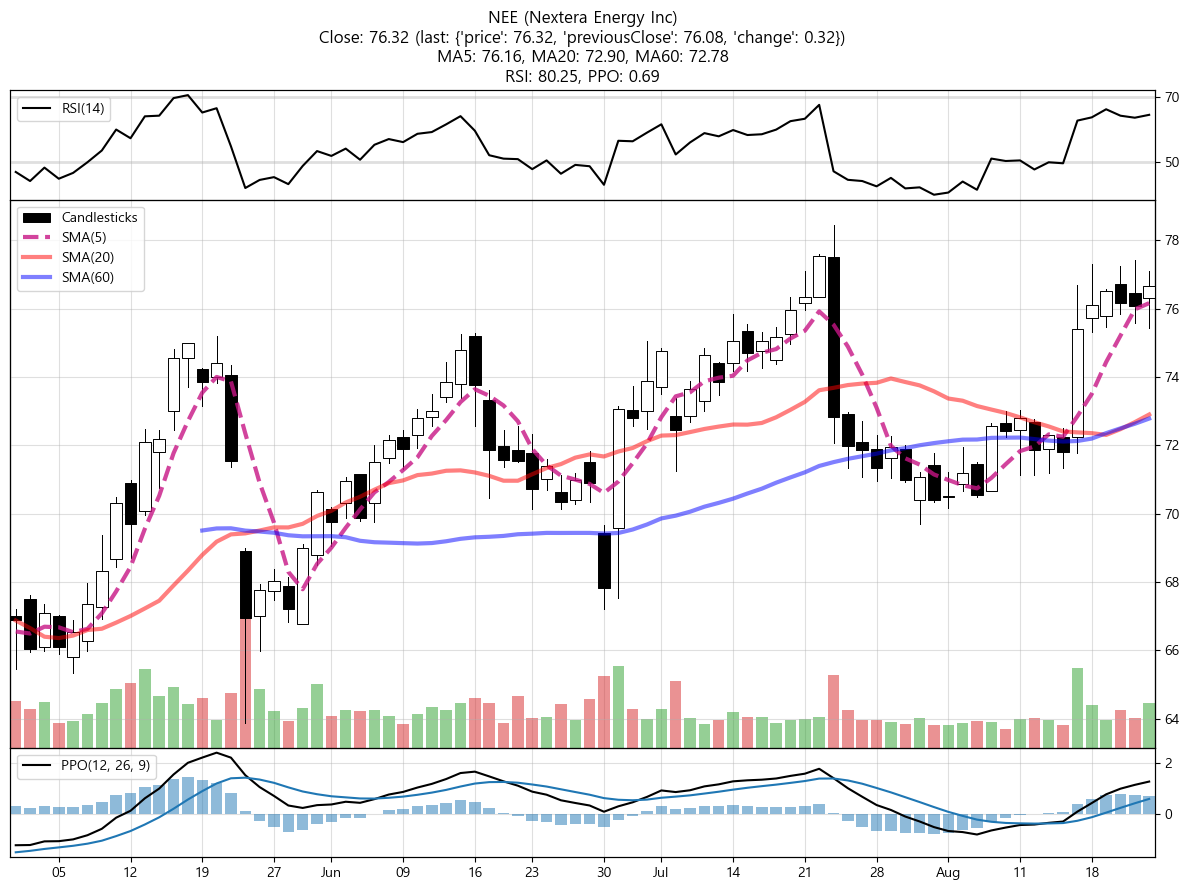 NEE (Nextera Energy Inc)
Close: 76.32 (last: {'price': 76.32, 'previousClose': 76.08, 'change': 0.32})
MA5: 76.16, MA20: 72.90, MA60: 72.78
RSI: 80.25, PPO: 0.69
RSI(14)
70
50
Candlesticks
SMA(5)
SMA(20)
SMA(60)
78
76
74
72
70
68
66
64
PPO(12, 26, 9)
2
0
05 12 19 27 Jun 09 16 23 30 Jul 14 21 28 Aug 11 18